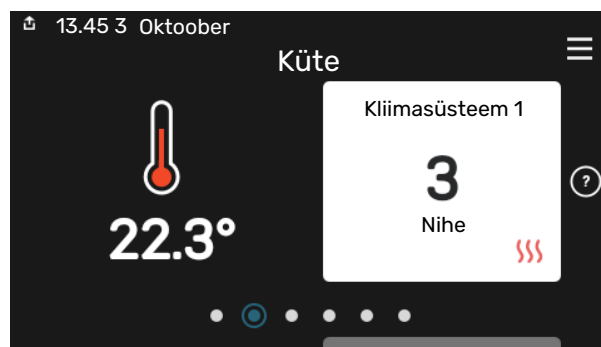 13.45 3 Oktoober
Küte
Kliimasüsteem 1
3
Nihe
22.3°
?